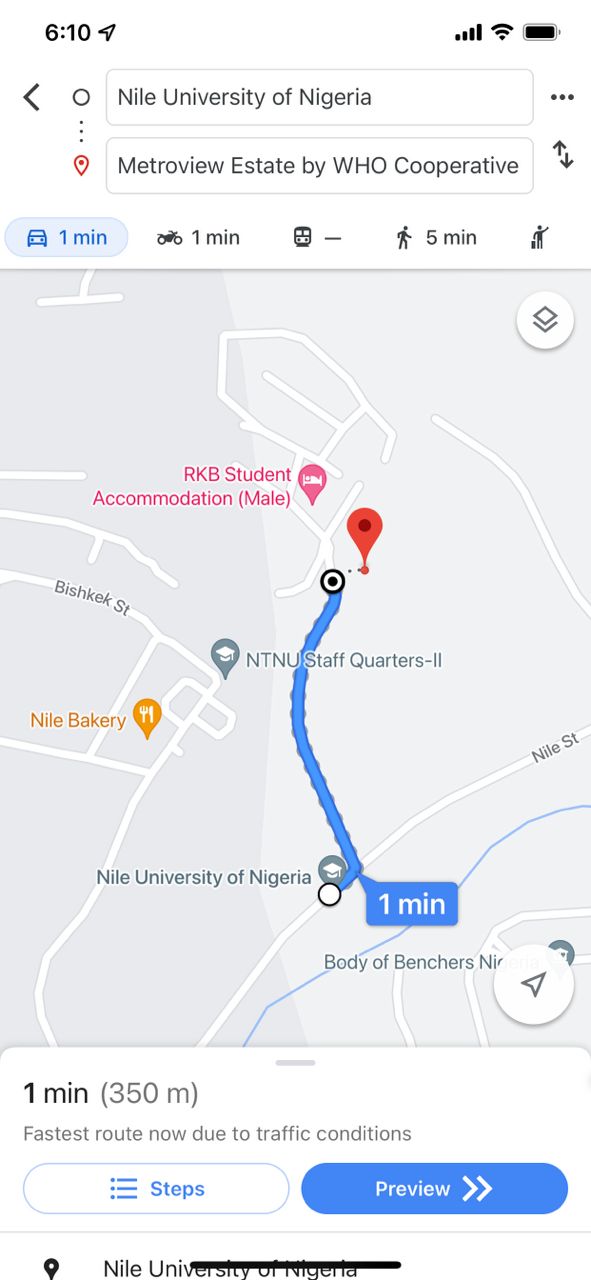 6:10
Nile University of Nigeria
Metroview Estate by WHO Cooperative
1 min
1 min
—
5 min
RKB Student
Accommodation (Male)
Bishkek St
NTNU Staff Quarters-II
Nile Bakery
Nile St
Nile University of Nigeria
1 min
Body of Benchers Nigeria
1 min (350 m)
Fastest route now due to traffic conditions
Steps
Preview
Nile University of Nigeria